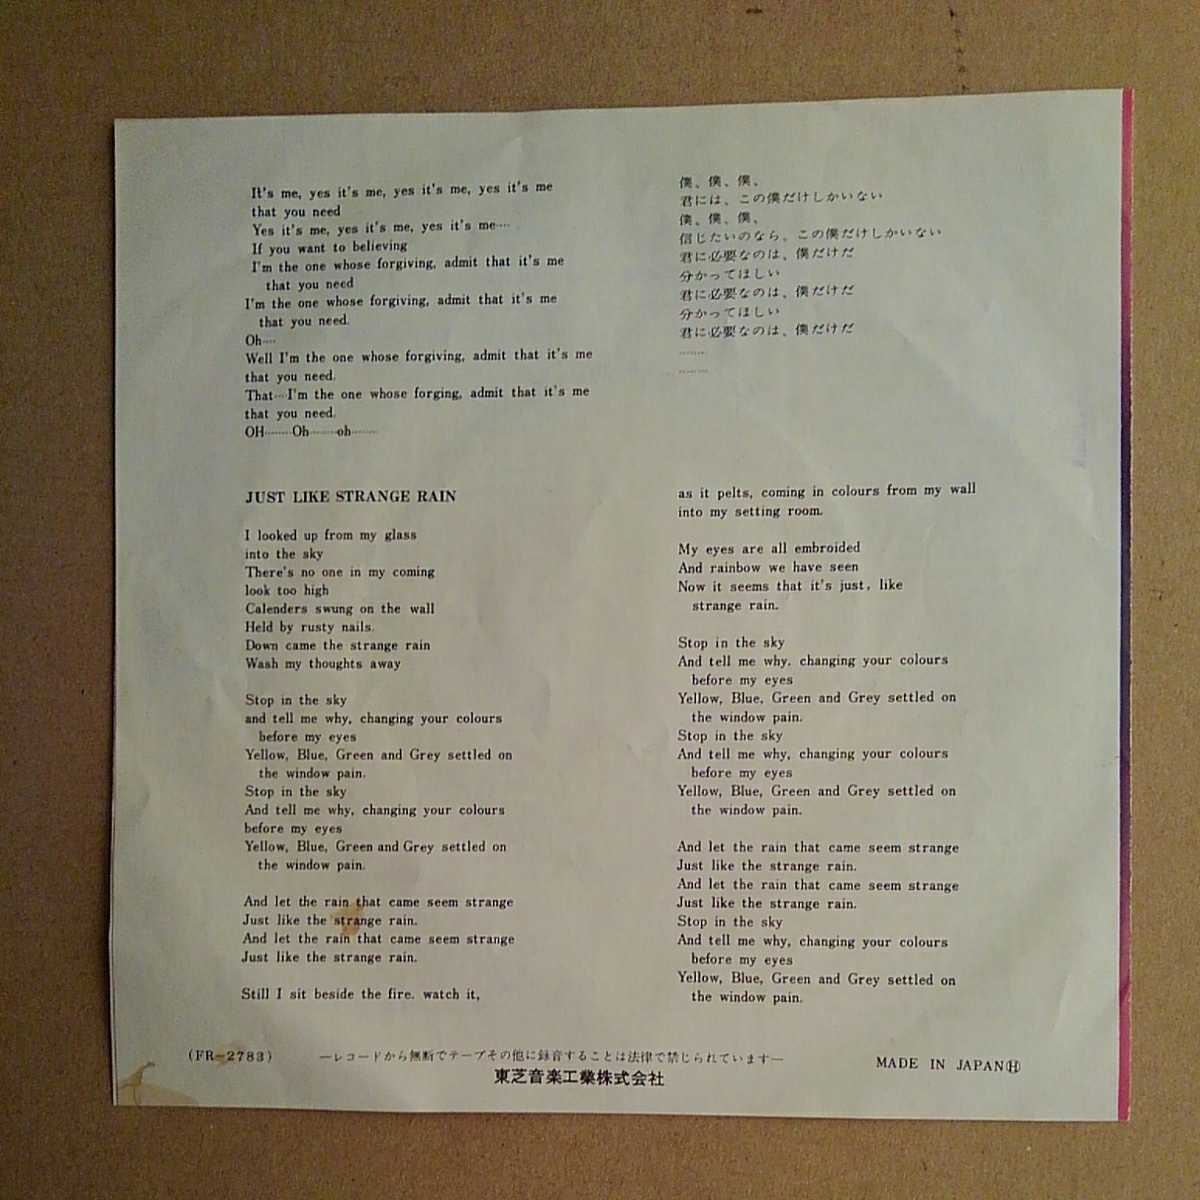 It's me, yes it's me, yes it's me, yes it's me
that you need
Yes it's me, yes it's me, yes it's me····
If you want to believing
I'm the one whose forgiving, admit that it's me
that you need
I'm the one whose forgiving, admit that it's me
that you need.
Oh····
Well I'm the one whose forgiving, admit that it's me
that you need.
That···I'm the one whose forging, admit that it's me
that you need.
OH········Oh········oh········
僕、僕、僕、
君には、この僕だけしかいない
僕、僕、僕、
信じたいのなら、この僕だけしかいない
君に必要なのは、僕だけだ
分かってほしい
君に必要なのは、僕だけだ
分かってほしい
君に必要なのは、僕だけだ
········
········
JUST LIKE STRANGE RAIN
I looked up from my glass
into the sky
There's no one in my coming
look too high
Calenders swung on the wall
Held by rusty nails.
Down came the strange rain
Wash my thoughts away
Stop in the sky
and tell me why, changing your colours
before my eyes
Yellow, Blue, Green and Grey settled on
the window pain.
Stop in the sky
And tell me why, changing your colours
before my eyes
Yellow, Blue, Green and Grey settled on
the window pain.
And let the rain that came seem strange
Just like the strange rain.
And let the rain that came seem strange
Just like the strange rain.
Still I sit beside the fire. watch it,
as it pelts, coming in colours from my wall
into my setting room.
My eyes are all embroided
And rainbow we have seen
Now it seems that it's just, like
strange rain.
Stop in the sky
And tell me why. changing your colours
before my eyes
Yellow, Blue, Green and Grey settled on
the window pain.
Stop in the sky
And tell me why, changing your colours
before my eyes
Yellow, Blue, Green and Grey settled on
the window pain.
And let the rain that came seem strange
Just like the strange rain.
And let the rain that came seem strange
Just like the strange rain.
Stop in the sky
And tell me why, changing your colours
before my eyes
Yellow, Blue, Green and Grey settled on
the window pain.
(FR-2783)
—レコードから無断でテープその他に録音することは法律で禁じられています—
東芝音楽工業株式会社
MADE IN JAPANⒽ